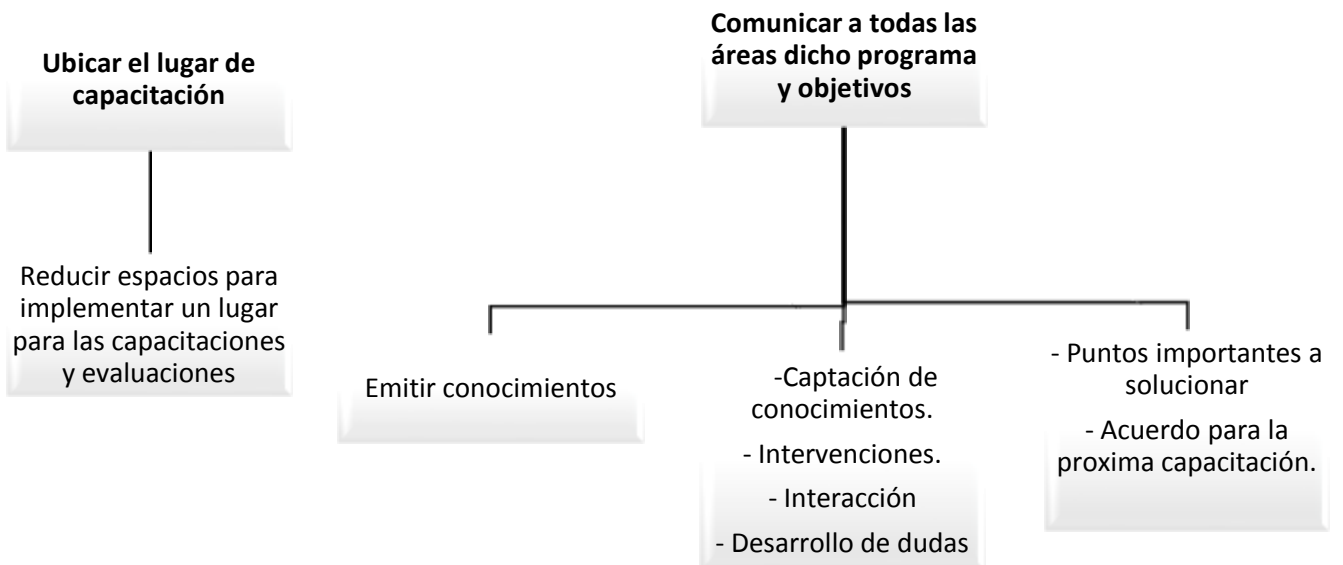 Ubicar el lugar de
capacitación
Reducir espacios para
implementar un lugar
para las capacitaciones
y evaluaciones
Comunicar a todas las
áreas dicho programa
y objetivos
Emitir conocimientos
-Captación de
conocimientos.
- Intervenciones.
- Interacción
- Desarrollo de dudas
- Puntos importantes a
solucionar
- Acuerdo para la
proxima capacitación.